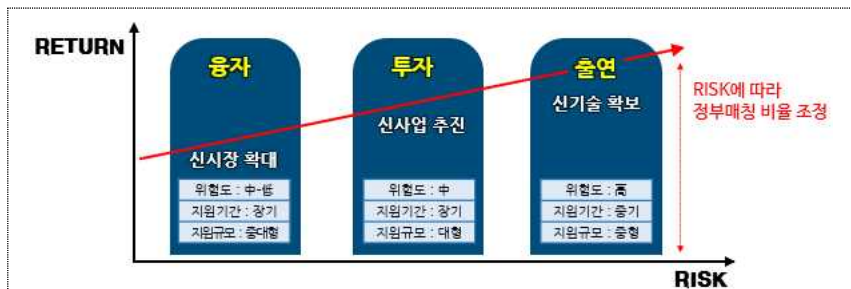 RETURN
융자
신시장 확대
위험도 : 中-低
지원기간 : 장기
지원규모 : 중대형
투자
신사업 추진
위험도 : 中
지원기간 : 장기
지원규모 : 대형
출연
신기술 확보
위험도 : 高
지원기간 : 중기
지원규모 : 중형
RISK에 따라
정부매칭 비율 조정
RISK